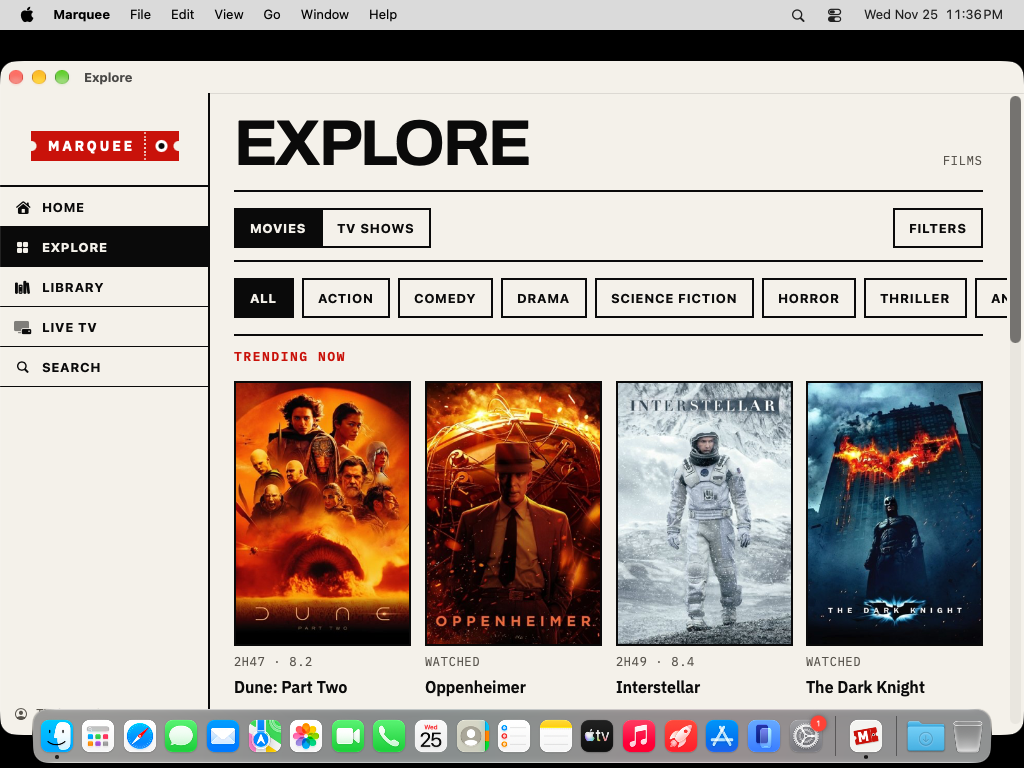 Marquee File Edit View Go Window Help Wed Nov 25 11:36 PM
Explore
MARQUEE
HOME
EXPLORE
LIBRARY
LIVE TV
SEARCH
EXPLORE
FILMS
MOVIES TV SHOWS FILTERS
ALL ACTION COMEDY DRAMA SCIENCE FICTION HORROR THRILLER
TRENDING NOW
DUNE
PART TWO
OPPENHEIMER
INTERSTELLAR
THE DARK KNIGHT
2H47 · 8.2
Dune: Part Two
WATCHED
Oppenheimer
2H49 · 8.4
Interstellar
WATCHED
The Dark Knight
Wed
25
tv
1
M